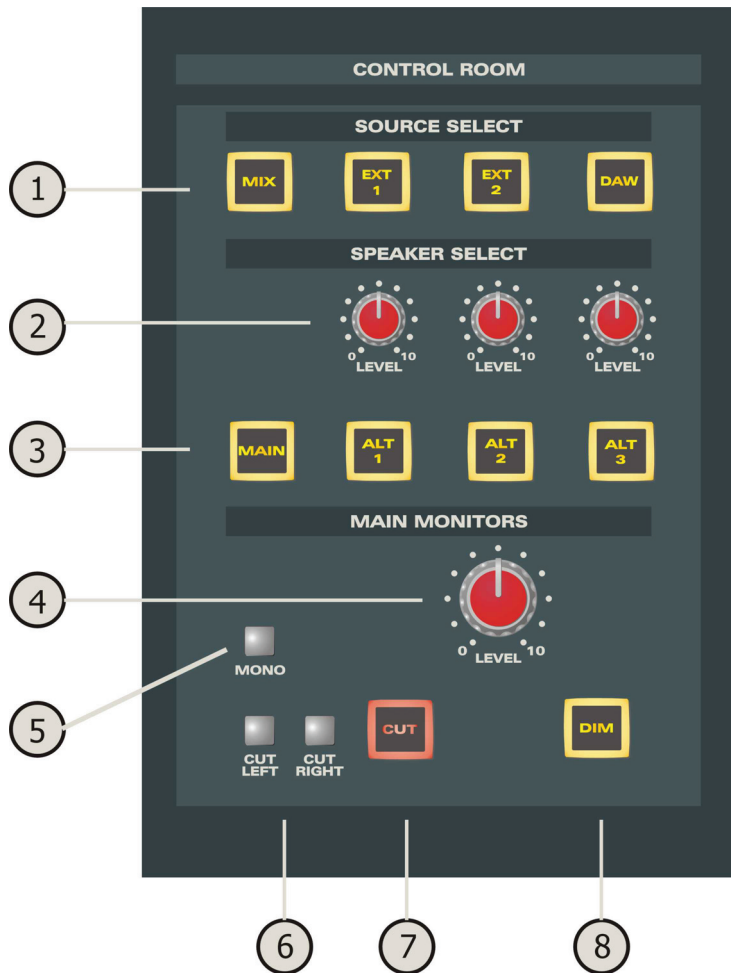 CONTROL ROOM
SOURCE SELECT
1
MIX
EXT
1
EXT
2
DAW
SPEAKER SELECT
2
0
10
LEVEL
0
10
LEVEL
0
10
LEVEL
3
MAIN
ALT
1
ALT
2
ALT
3
MAIN MONITORS
4
0
10
LEVEL
5
MONO
CUT
LEFT
CUT
RIGHT
CUT
DIM
6
7
8